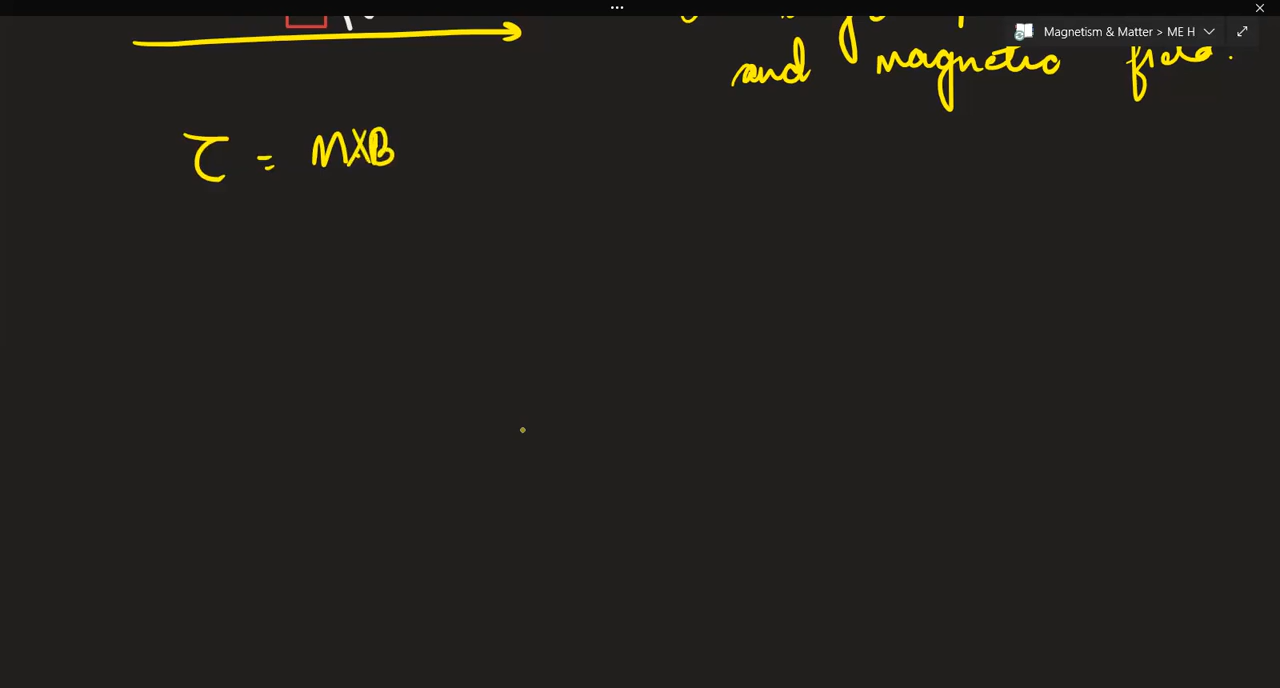 Magnetism & Matter > ME H
and magnetic field.
τ = M×B